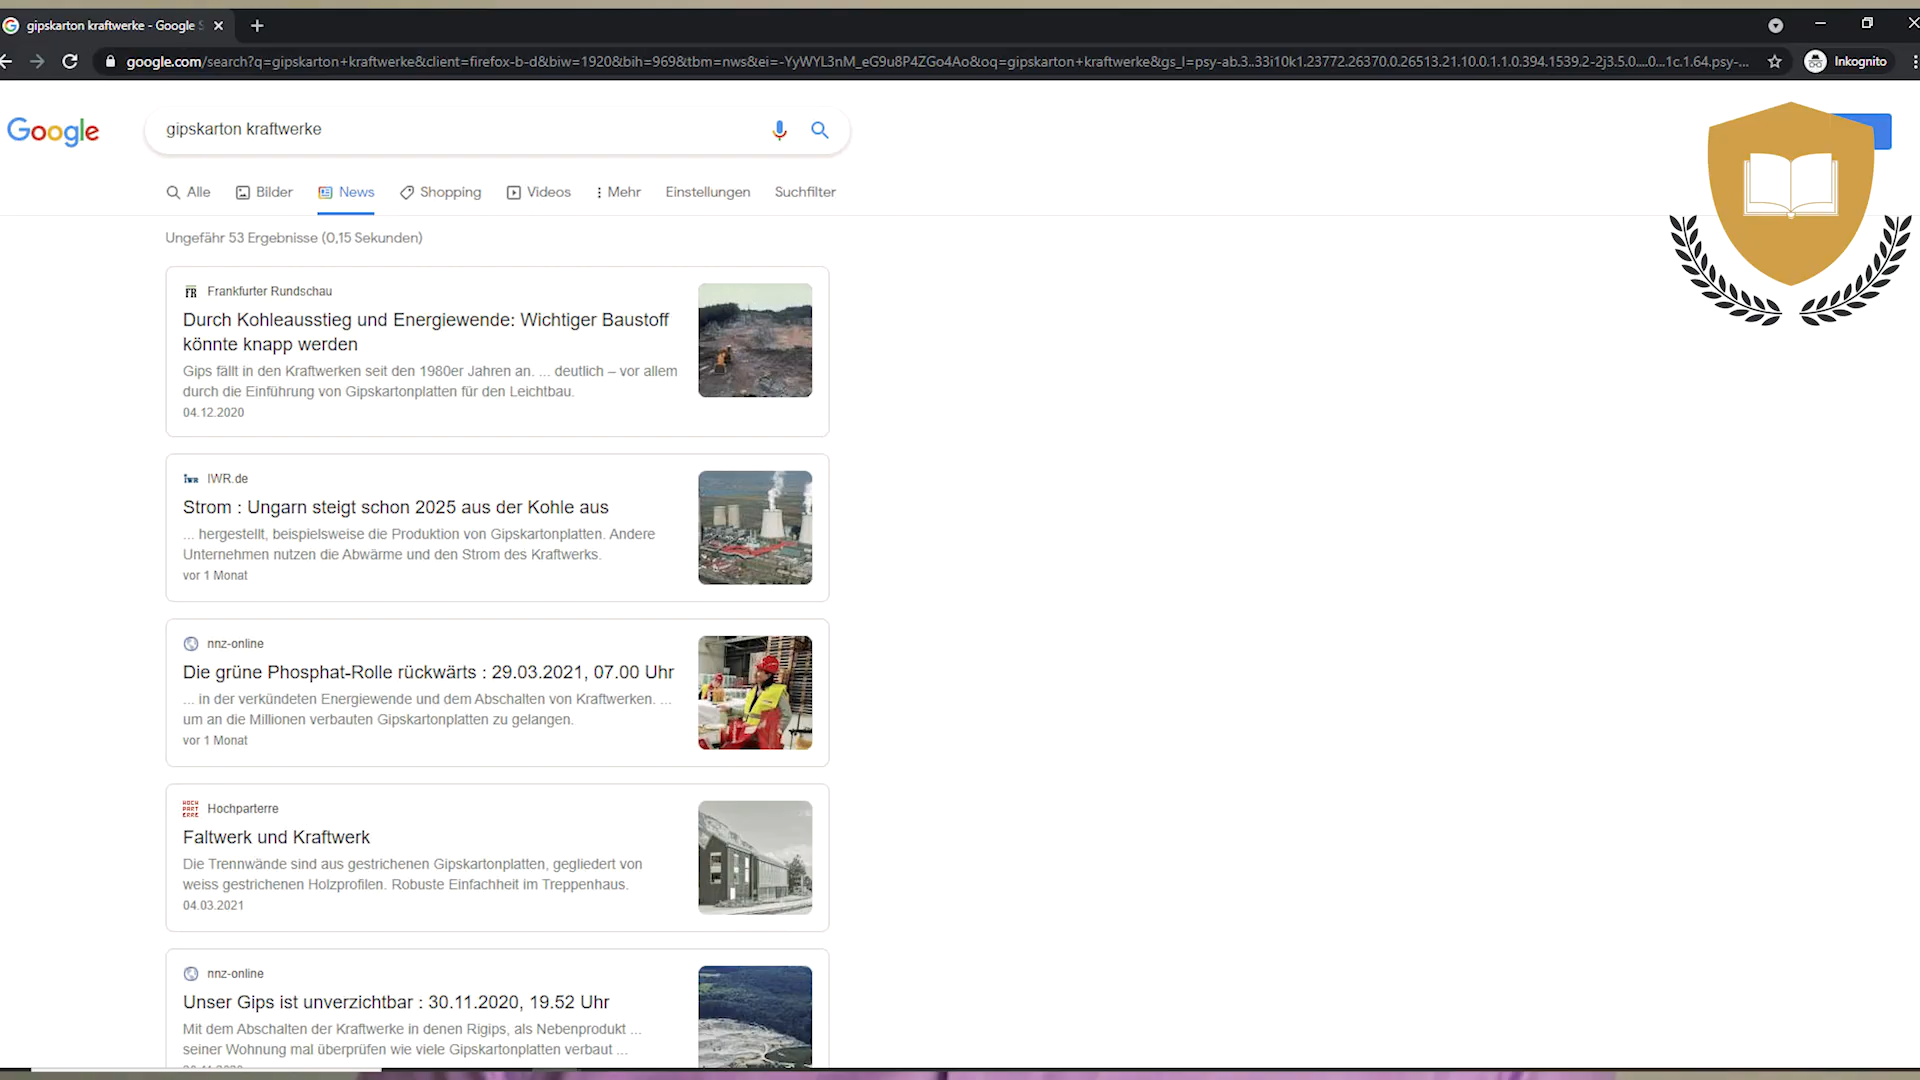 gipskarton kraftwerke - Google S
google.com/search?q=gipskarton+kraftwerke&client=firefox-b-d&biw=1920&bih=969&tbm=nws&ei=-YyWYL3nM_eG9u8P4ZGo4Ao&oq=gipskarton+kraftwerke&gs_l=psy-ab.3..33i10k1.23772.26370.0.26513.21.10.0.1.1.0.394.1539.2-2j3.5.0....0...1c.1.64.psy-...
Inkognito
Google
gipskarton kraftwerke
Alle Bilder News Shopping Videos Mehr Einstellungen Suchfilter
Ungefähr 53 Ergebnisse (0,15 Sekunden)
FR Frankfurter Rundschau
Durch Kohleausstieg und Energiewende: Wichtiger Baustoff
könnte knapp werden
Gips fällt in den Kraftwerken seit den 1980er Jahren an. ... deutlich – vor allem
durch die Einführung von Gipskartonplatten für den Leichtbau.
04.12.2020
iwr IWR.de
Strom : Ungarn steigt schon 2025 aus der Kohle aus
... hergestellt, beispielsweise die Produktion von Gipskartonplatten. Andere
Unternehmen nutzen die Abwärme und den Strom des Kraftwerks.
vor 1 Monat
nnz-online
Die grüne Phosphat-Rolle rückwärts : 29.03.2021, 07.00 Uhr
... in der verkündeten Energiewende und dem Abschalten von Kraftwerken. ...
um an die Millionen verbauten Gipskartonplatten zu gelangen.
vor 1 Monat
HOCH PART ERRE Hochparterre
Faltwerk und Kraftwerk
Die Trennwände sind aus gestrichenen Gipskartonplatten, gegliedert von
weiss gestrichenen Holzprofilen. Robuste Einfachheit im Treppenhaus.
04.03.2021
nnz-online
Unser Gips ist unverzichtbar : 30.11.2020, 19.52 Uhr
Mit dem Abschalten der Kraftwerke in denen Rigips, als Nebenprodukt ...
seiner Wohnung mal überprüfen wie viele Gipskartonplatten verbaut ...